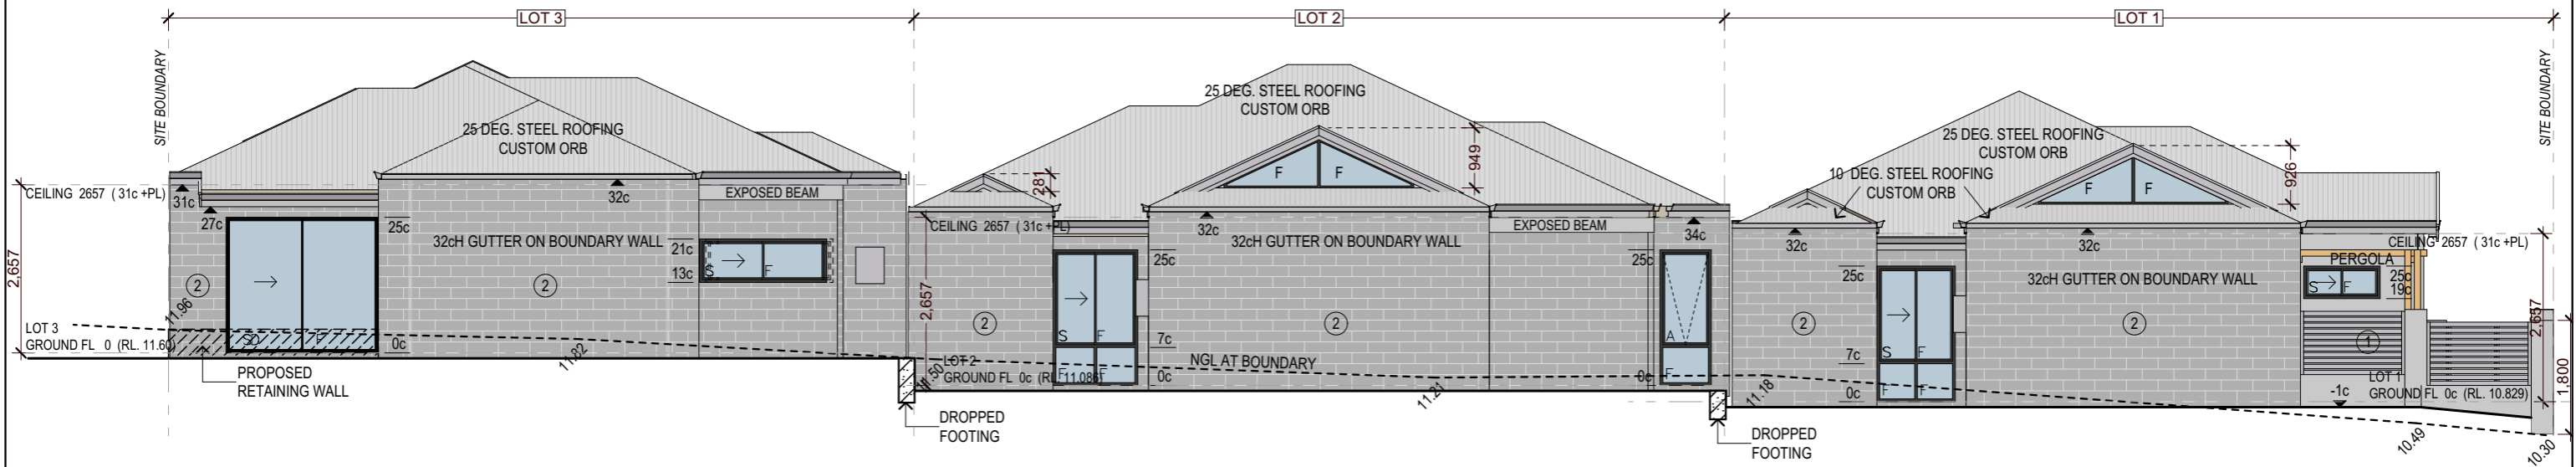 LOT 3
LOT 2
LOT 1
SITE BOUNDARY
SITE BOUNDARY
25 DEG. STEEL ROOFING
CUSTOM ORB
25 DEG. STEEL ROOFING
CUSTOM ORB
25 DEG. STEEL ROOFING
CUSTOM ORB
10 DEG. STEEL ROOFING
CUSTOM ORB
CEILING 2657 ( 31c +PL)
31c
27c
32c
25c
32cH GUTTER ON BOUNDARY WALL
21c
13c
EXPOSED BEAM
S
F
2
2
2,657
11.96
LOT 3
GROUND FL 0 (RL. 11.60
SD
F
0c
PROPOSED
RETAINING WALL
11.82
281
949
F
F
CEILING 2657 ( 31c +PL)
32c
32cH GUTTER ON BOUNDARY WALL
EXPOSED BEAM
34c
25c
25c
2,657
2
2
S
F
7c
A
NGL AT BOUNDARY
LOT 2
GROUND FL 0c (RL. 11.086)
F
F
0c
0c
F
11.50
11.21
DROPPED
FOOTING
926
F
F
32c
32c
CEILING 2657 ( 31c +PL)
PERGOLA
25c
32cH GUTTER ON BOUNDARY WALL
25c
19c
S
F
2
2
1
2,657
1,800
S
F
7c
0c
F
F
11.18
-1c
LOT 1
GROUND FL 0c (RL. 10.829)
DROPPED
FOOTING
10.49
10.30